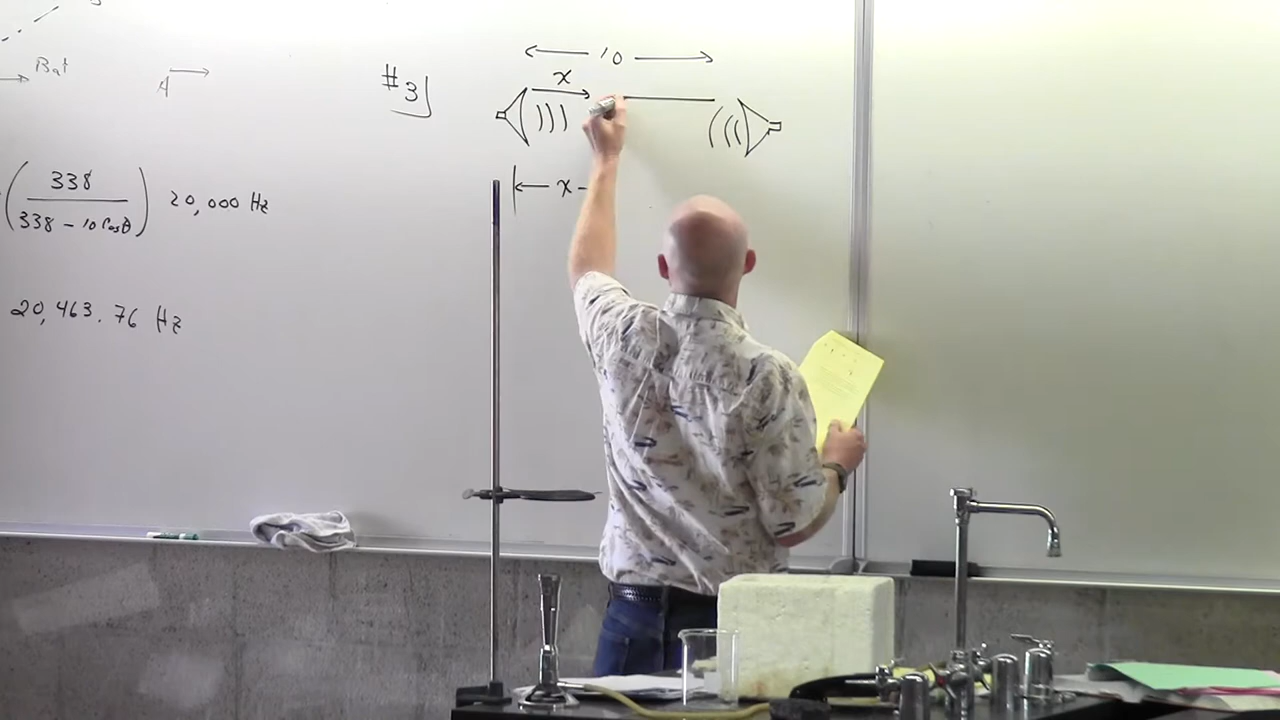 Bat
A
(338 / 338 - 10 Cosθ) 20,000 Hz
20,463.76 Hz
#3)
10
x
x